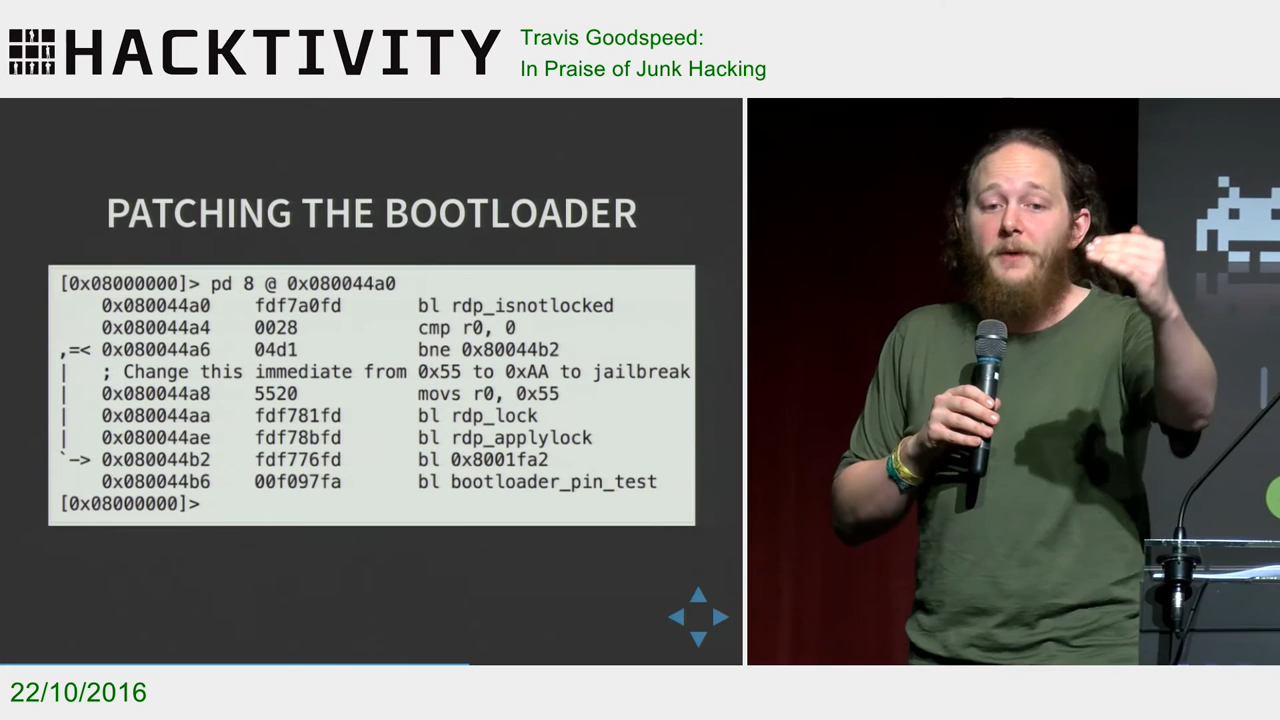 HACKTIVITY
Travis Goodspeed:
In Praise of Junk Hacking
PATCHING THE BOOTLOADER
[0x08000000]> pd 8 @ 0x080044a0
0x080044a0 fdf7a0fd bl rdp_isnotlocked
0x080044a4 0028 cmp r0, 0
,=< 0x080044a6 04d1 bne 0x80044b2
| ; Change this immediate from 0x55 to 0xAA to jailbreak
| 0x080044a8 5520 movs r0, 0x55
| 0x080044aa fdf781fd bl rdp_lock
| 0x080044ae fdf78bfd bl rdp_applylock
`-> 0x080044b2 fdf776fd bl 0x8001fa2
0x080044b6 00f097fa bl bootloader_pin_test
[0x08000000]>
22/10/2016